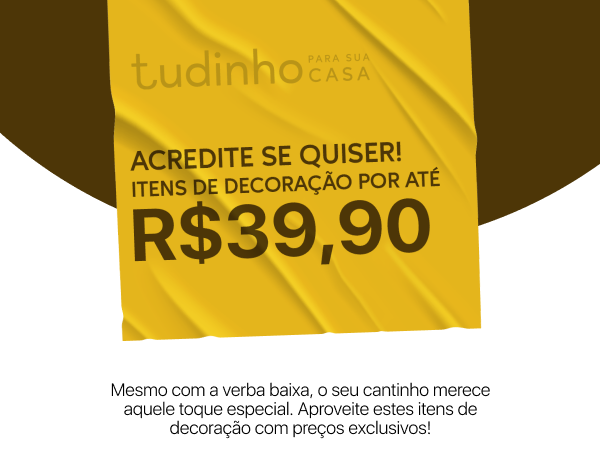 tudinho PARA SUA
CASA
ACREDITE SE QUISER!
ITENS DE DECORAÇÃO POR ATÉ
R$39,90
Mesmo com a verba baixa, o seu cantinho merece
aquele toque especial. Aproveite estes itens de
decoração com preços exclusivos!